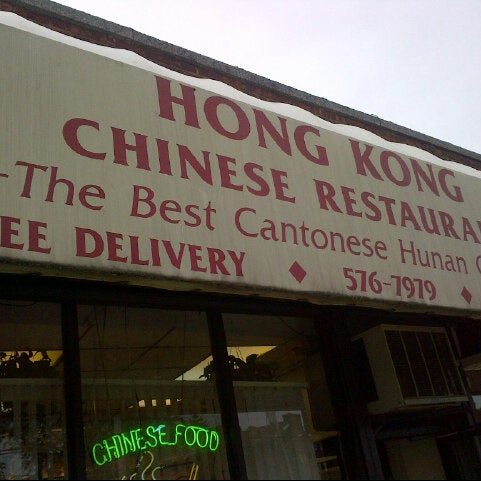 HONG KONG
CHINESE RESTAURA
-The Best Cantonese Hunan
EE DELIVERY ♦ 576-7979 ♦
CHINESE FOOD